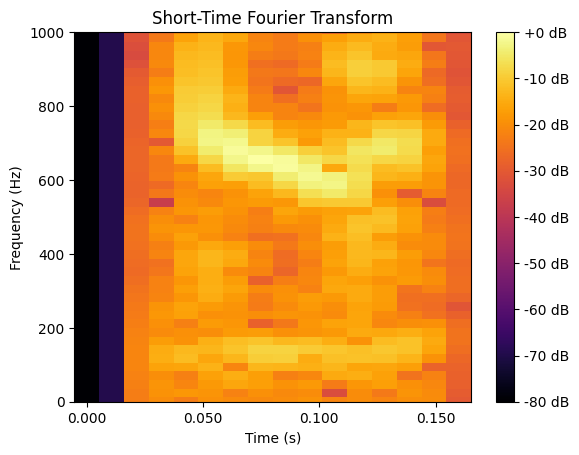 Short-Time Fourier Transform
Frequency (Hz)
1000
800
600
400
200
0
0.000
0.050
0.100
0.150
Time (s)
+0 dB
-10 dB
-20 dB
-30 dB
-40 dB
-50 dB
-60 dB
-70 dB
-80 dB